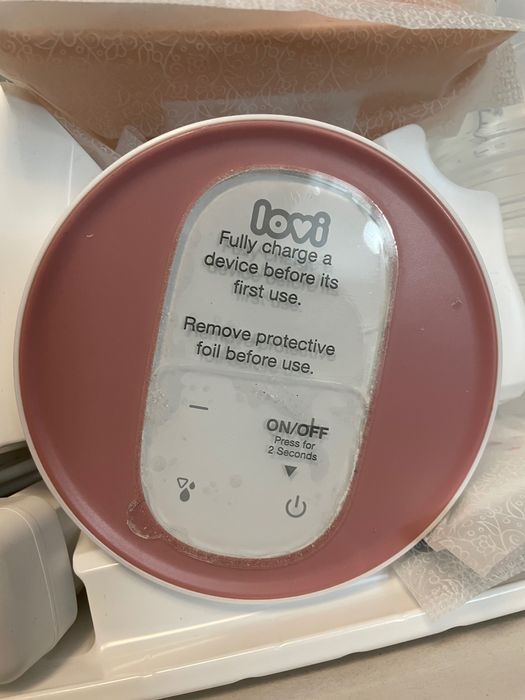 lovi
Fully charge a
device before its
first use.
Remove protective
foil before use.
ON/OFF
Press for
2 Seconds